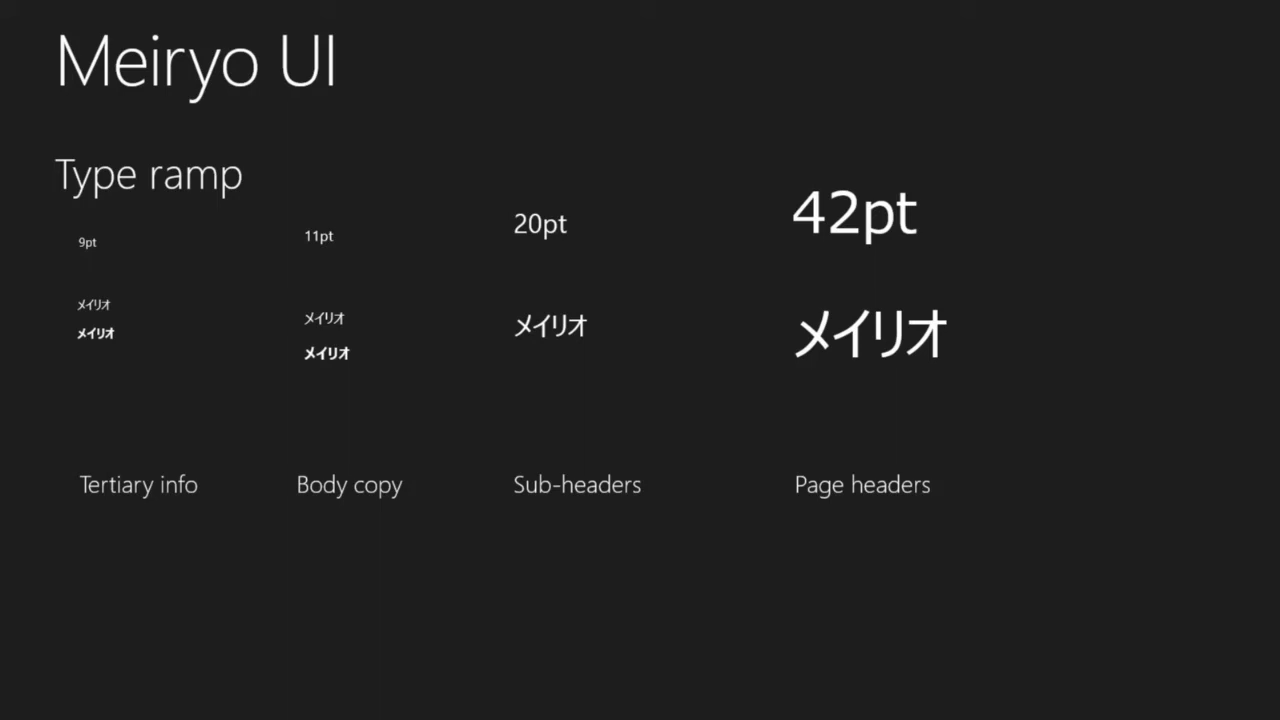 Meiryo UI
Type ramp
9pt
11pt
20pt
42pt
メイリオ
メイリオ
メイリオ
メイリオ
メイリオ
メイリオ
Tertiary info
Body copy
Sub-headers
Page headers